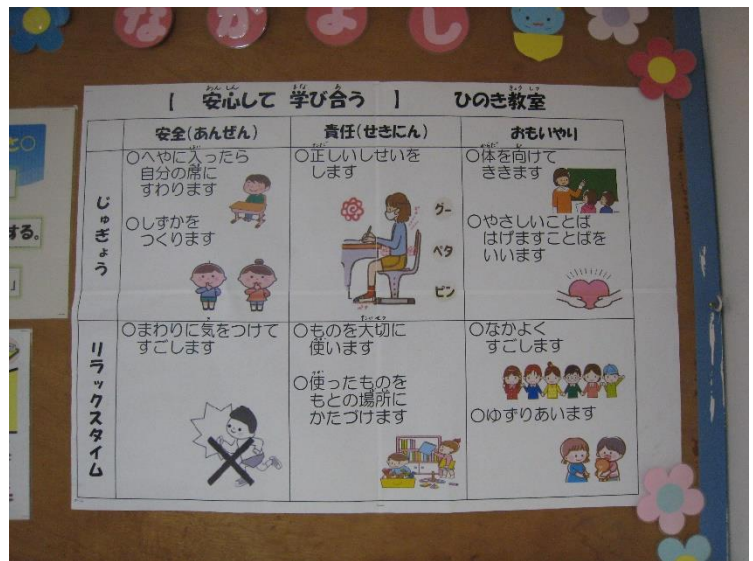 なかよし
【 安心して 学び合う 】 ひのき教室
安全(あんぜん)
責任(せきにん)
おもいやり
じゅぎょう
○へやに入ったら
自分の席に
すわります
○しずかを
つくります
○正しいしせいを
します
グー
ペタ
ピン
○体を向けて
ききます
○やさしいことば
はげますことばを
いいます
リラックスタイム
○まわりに気をつけて
すごします
○ものを大切に
使います
○使ったものを
もとの場所に
かたづけます
○なかよく
すごします
○ゆずりあいます
する。